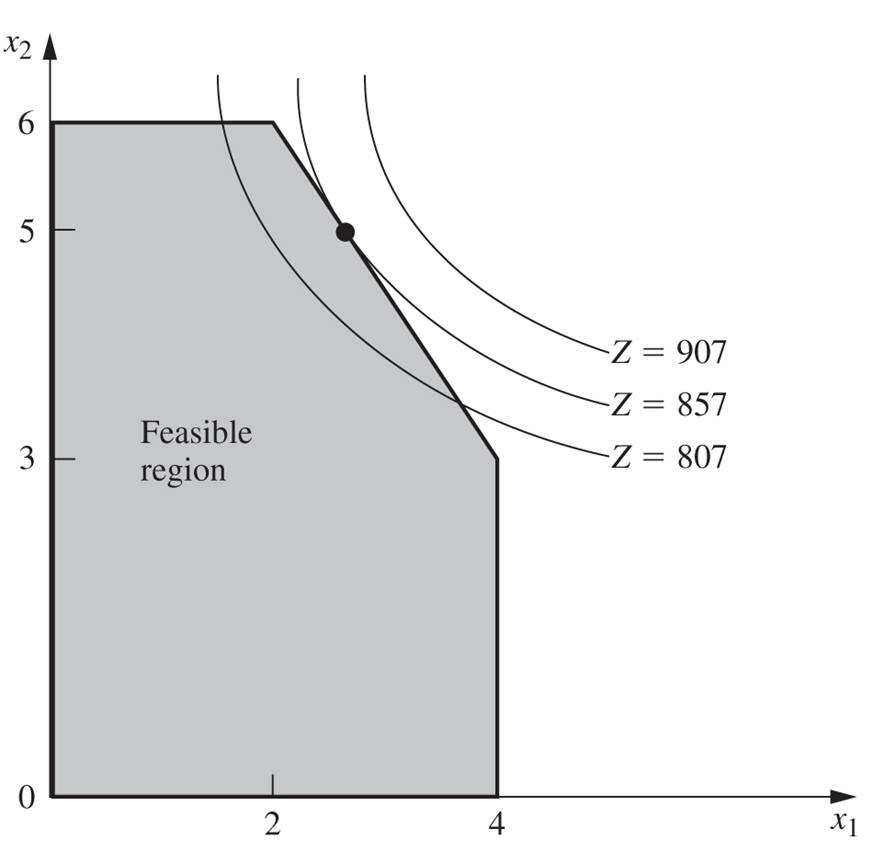 x₂
6
5
Z = 907
Z = 857
Feasible
region
3
Z = 807
0
2
4
x₁